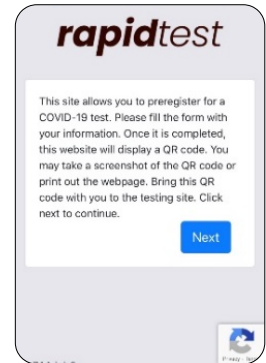 rapidtest
This site allows you to preregister for a
COVID-19 test. Please fill the form with
your information. Once it is completed,
this website will display a QR code. You
may take a screenshot of the QR code or
print out the webpage. Bring this QR
code with you to the testing site. Click
next to continue.
Next